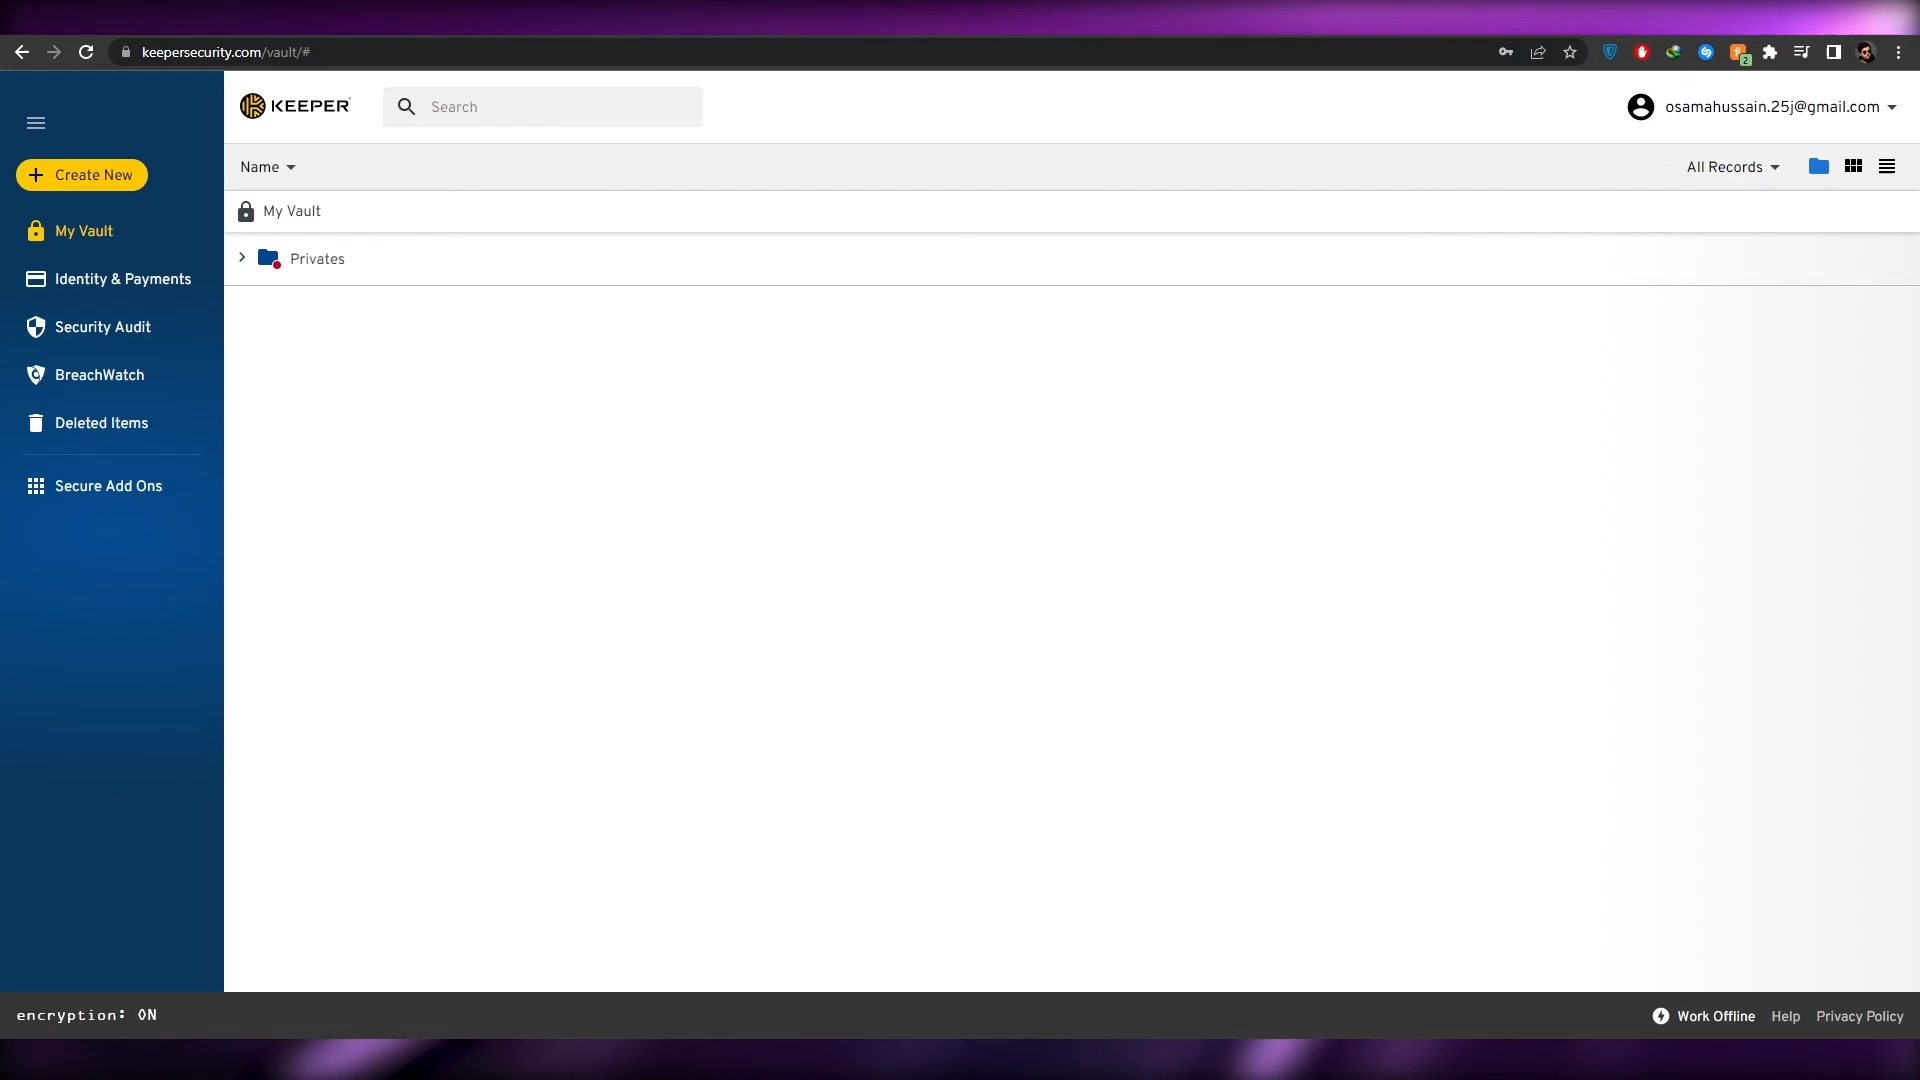 keepersecurity.com/vault/#
2
KEEPER
Search
osamahussain.25j@gmail.com
Create New
Name
All Records
My Vault
My Vault
Privates
Identity & Payments
Security Audit
BreachWatch
Deleted Items
Secure Add Ons
encryption: ON
Work Offline
Help
Privacy Policy